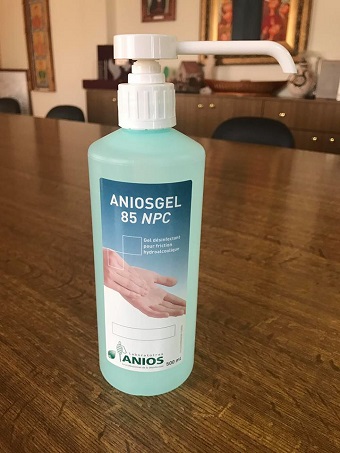 ANIOSGEL
85 NPC
Gel désinfectant
pour friction
hydroalcoolique
Laboratoires
ANIOS
500 ml